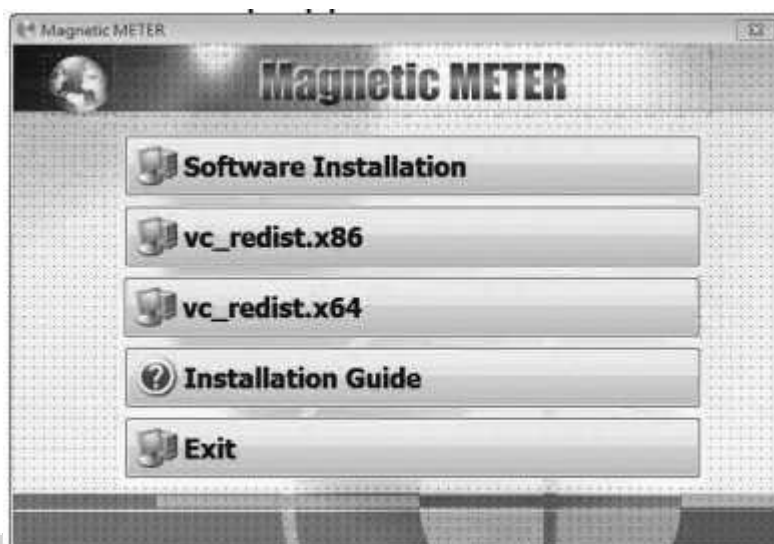 Magnetic METER
Magnetic METER
Software Installation
vc_redist.x86
vc_redist.x64
Installation Guide
Exit